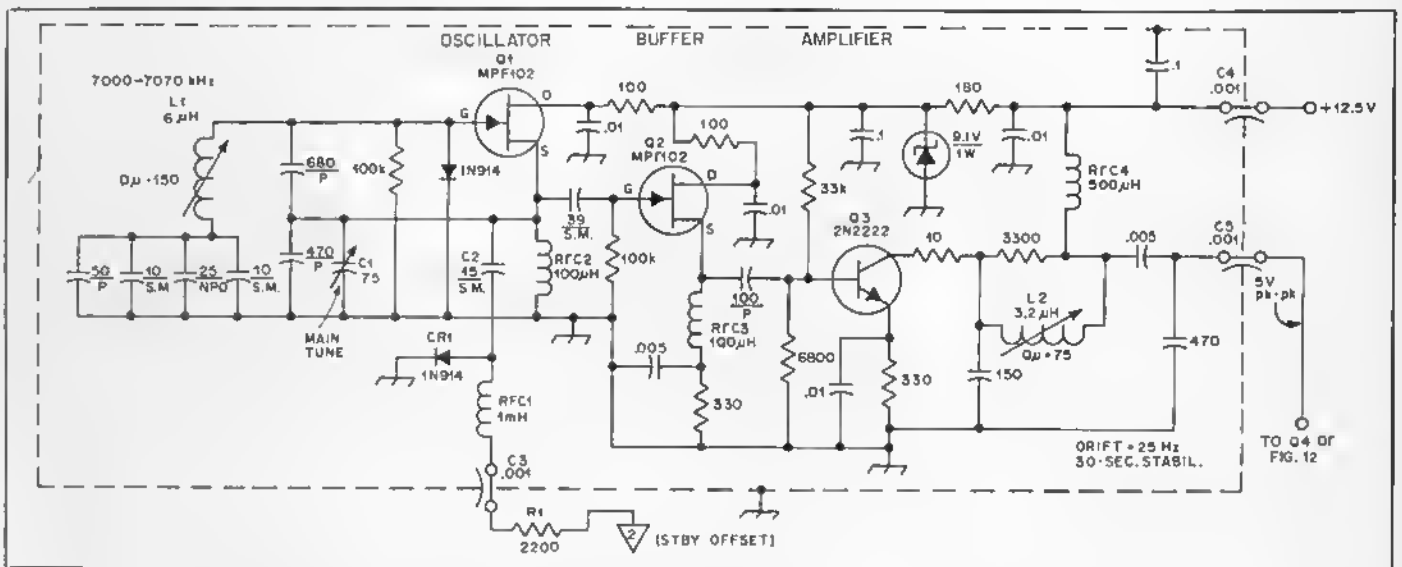 OSCILLATOR
BUFFER
AMPLIFIER
7000-7070 kHz
L1
6µH
Qu=150
50
P
10
S.M
25
NPO
10
S.M.
680
P
470
P
C1
75
MAIN
TUNE
100k
1N914
Q1
MPF102
G
D
S
.01
100
C2
45
S.M.
RFC2
100µH
39
S.M.
100k
Q2
MPF102
G
D
S
100
.01
CR1
1N914
RFC1
1mH
C3
.001
R1
2200
2
(STBY OFFSET)
.005
RFC3
100µH
330
100
P
33k
6800
.1
9.1V
1W
180
.01
.1
C4
.001
+12.5V
RFC4
500µH
Q3
2N2222
10
3300
.005
C5
.001
5V
pk-pk
L2
3.2µH
Qu=75
150
470
.01
330
DRIFT=25 Hz
30-SEC.STABIL.
TO Q4 OF
FIG. 12